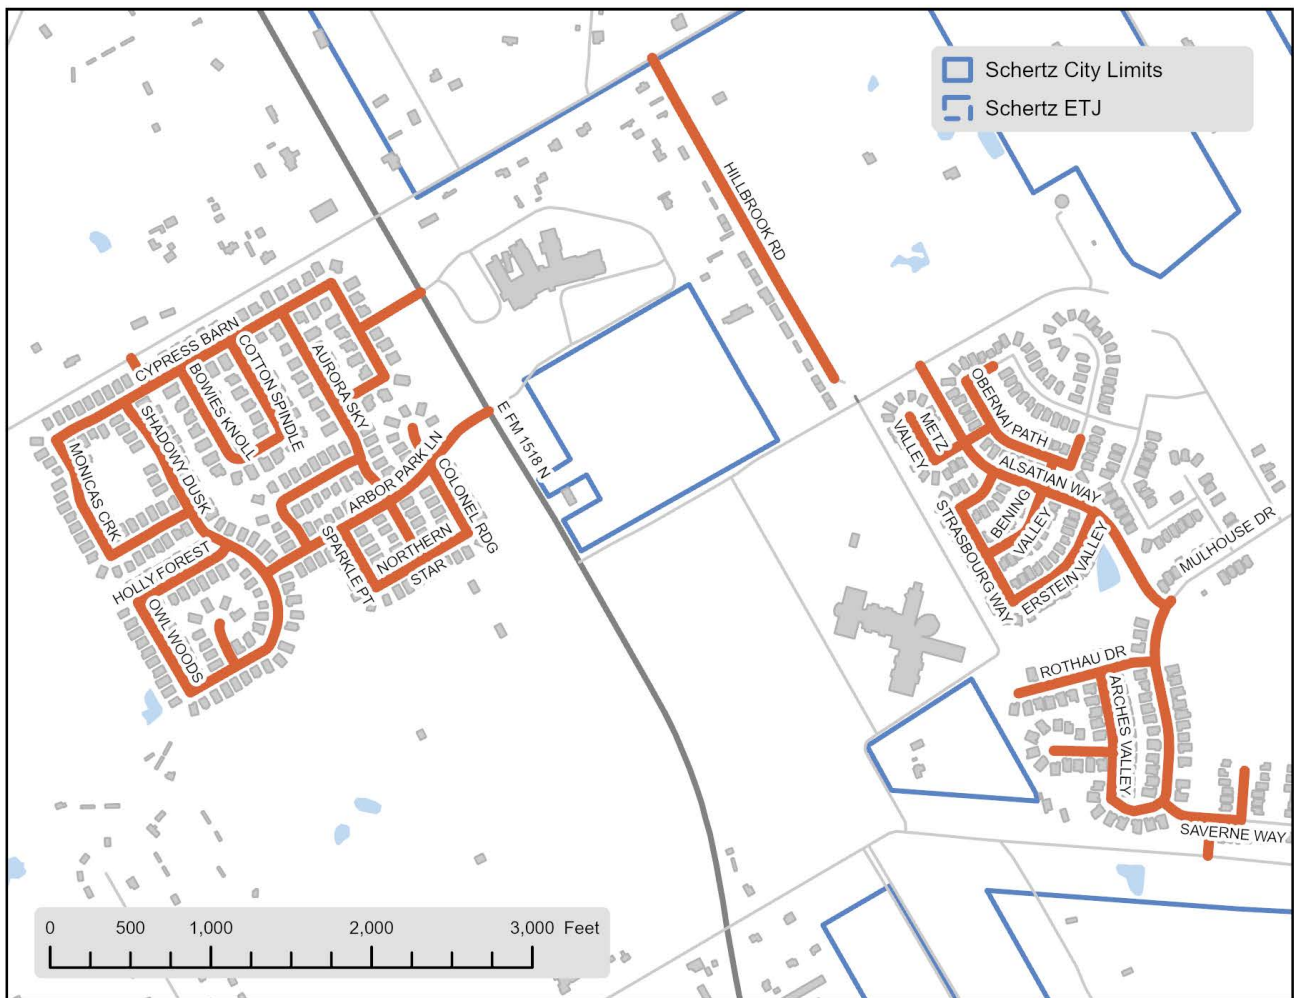 Schertz City Limits
Schertz ETJ
HILLBROOK RD
CYPRESS BARN
COTTON SPINDLE
AURORA SKY
BOWIES KNOLL
SHADOWY DUSK
MONICAS CRK
E FM 1518 N
ARBOR PARK LN
COLONEL RDG
SPARKLE PT
NORTHERN
STAR
HOLLY FOREST
OWL WOODS
OBERNAI PATH
METZ
VALLEY
ALSATIAN WAY
BENING
VALLEY
STRASBOURG WAY
ERSTEIN VALLEY
MULHOUSE DR
ROTHAU DR
ARCHES VALLEY
SAVERNE WAY
0 500 1,000 2,000 3,000 Feet